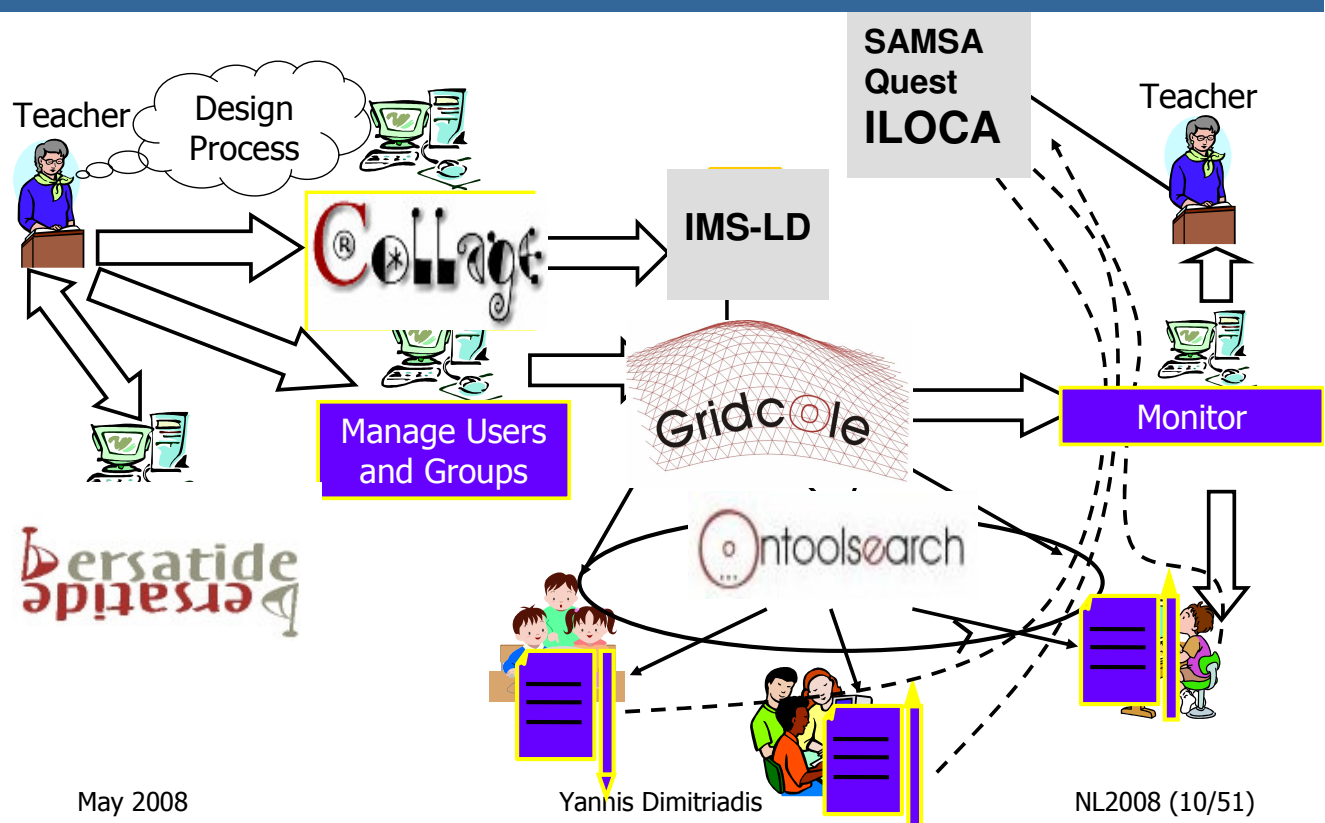 SAMSA
Quest
ILOCA
Teacher
Design
Process
Teacher
Collage
IMS-LD
Gridcole
Manage Users
and Groups
Monitor
Ontoolsearch
bersatide
bersatide
May 2008
Yannis Dimitriadis
NL2008 (10/51)